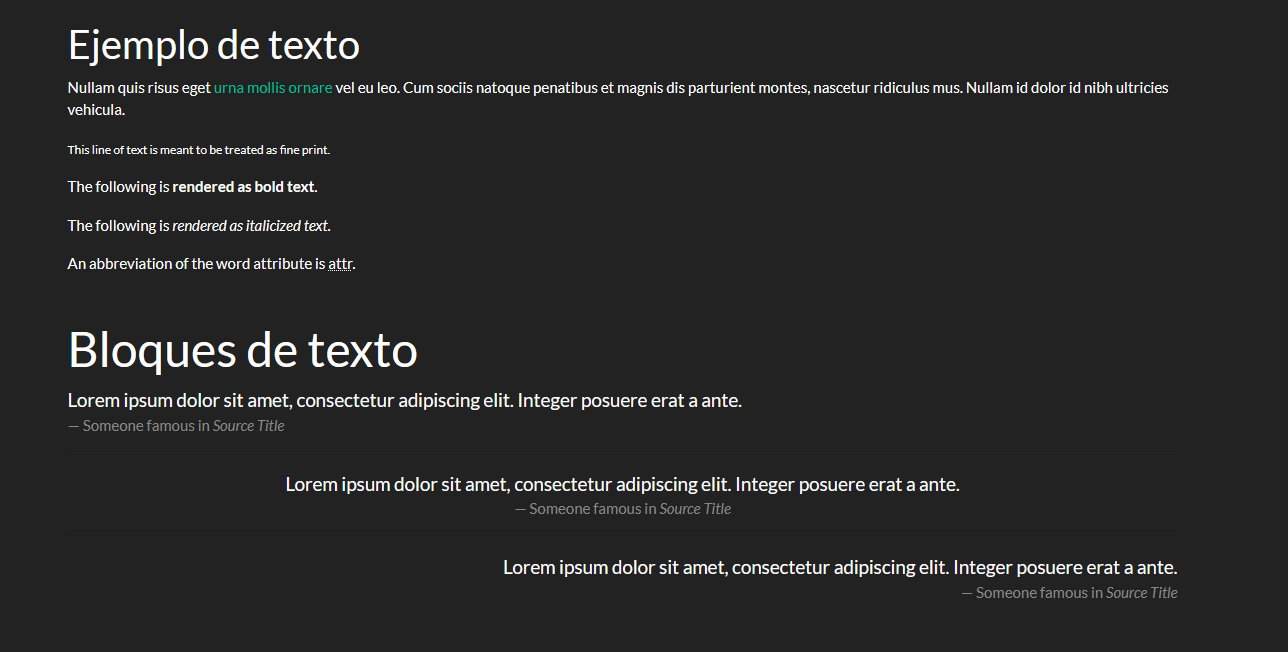 Ejemplo de texto
Nullam quis risus eget urna mollis ornare vel eu leo. Cum sociis natoque penatibus et magnis dis parturient montes, nascetur ridiculus mus. Nullam id dolor id nibh ultricies
vehicula.
This line of text is meant to be treated as fine print.
The following is rendered as bold text.
The following is rendered as italicized text.
An abbreviation of the word attribute is attr.
Bloques de texto
Lorem ipsum dolor sit amet, consectetur adipiscing elit. Integer posuere erat a ante.
— Someone famous in Source Title
Lorem ipsum dolor sit amet, consectetur adipiscing elit. Integer posuere erat a ante.
— Someone famous in Source Title
Lorem ipsum dolor sit amet, consectetur adipiscing elit. Integer posuere erat a ante.
— Someone famous in Source Title